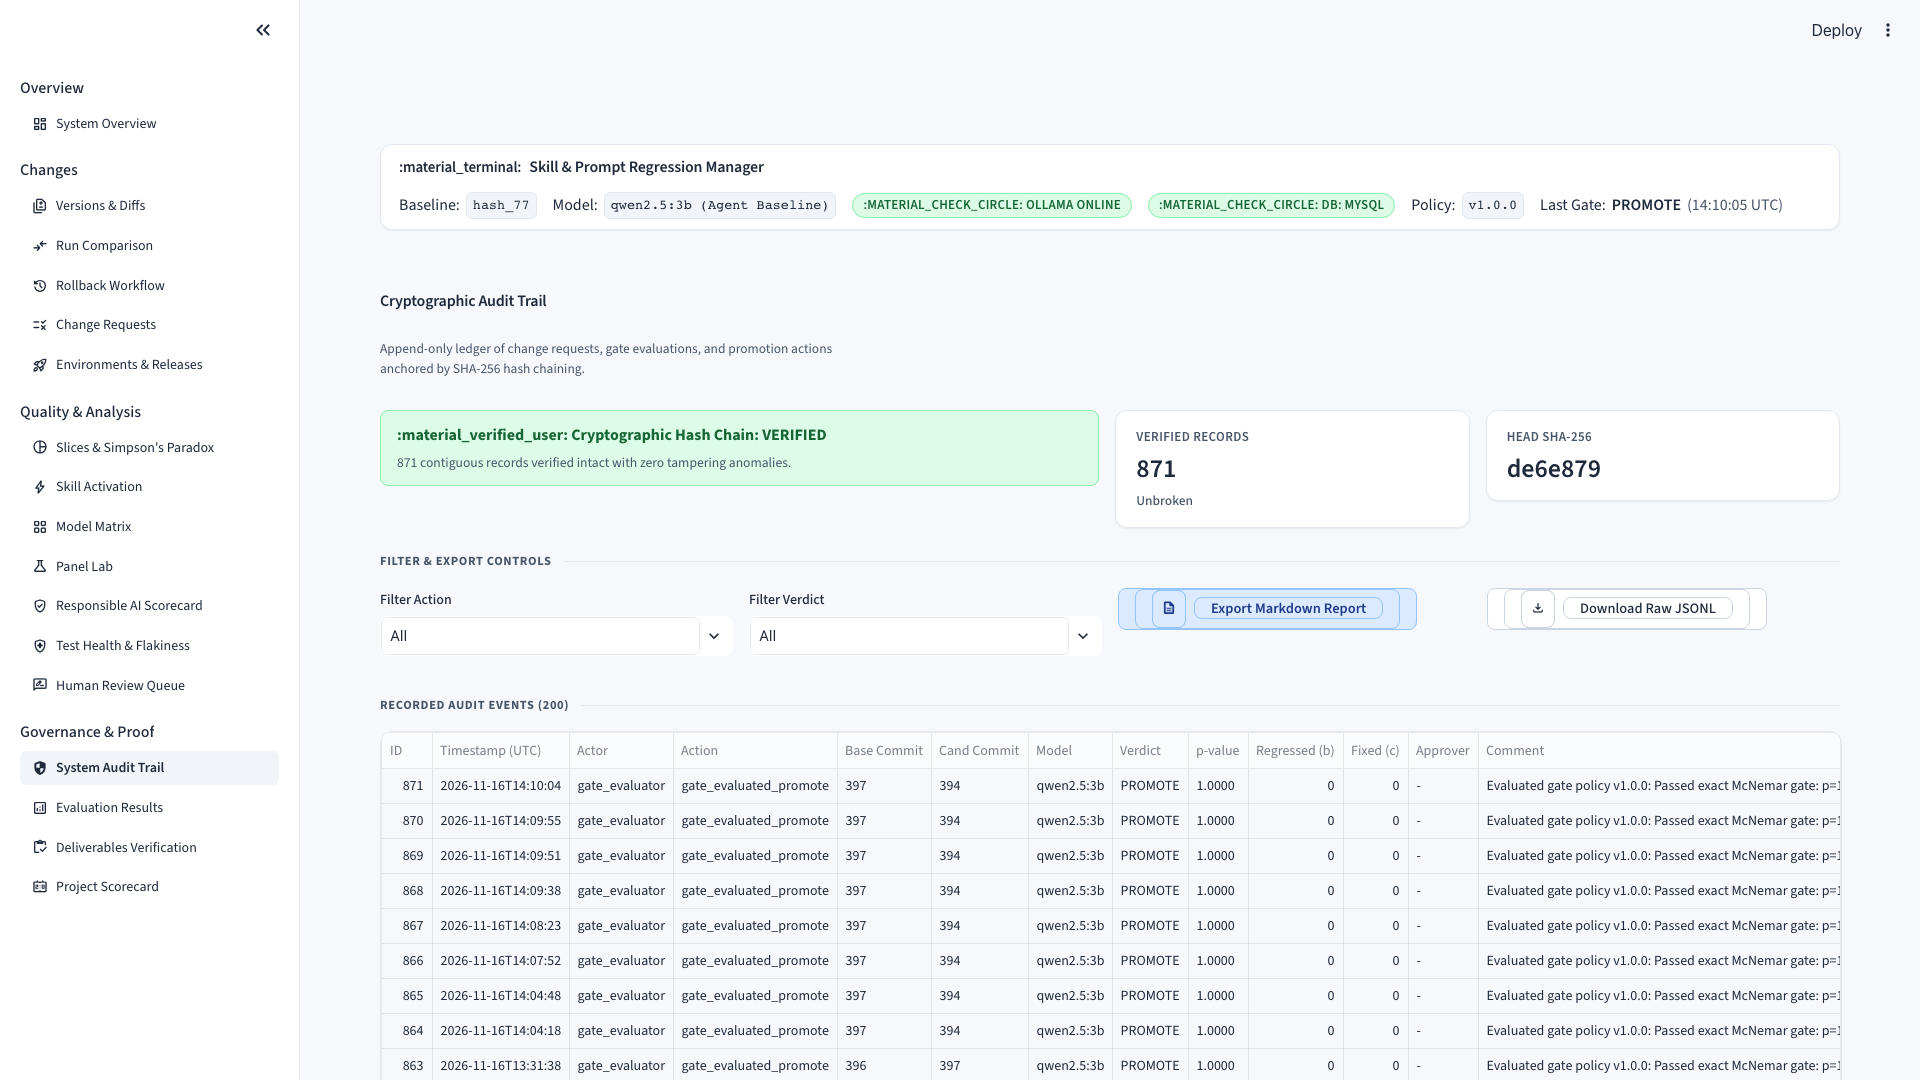 Deploy
Overview
System Overview
Changes
Versions & Diffs
Run Comparison
Rollback Workflow
Change Requests
Environments & Releases
Quality & Analysis
Slices & Simpson's Paradox
Skill Activation
Model Matrix
Panel Lab
Responsible AI Scorecard
Test Health & Flakiness
Human Review Queue
Governance & Proof
System Audit Trail
Evaluation Results
Deliverables Verification
Project Scorecard
:material_terminal: Skill & Prompt Regression Manager
Baseline: hash_77 Model: qwen2.5:3b (Agent Baseline) :MATERIAL_CHECK_CIRCLE: OLLAMA ONLINE :MATERIAL_CHECK_CIRCLE: DB: MYSQL Policy: v1.0.0 Last Gate: PROMOTE (14:10:05 UTC)
Cryptographic Audit Trail
Append-only ledger of change requests, gate evaluations, and promotion actions
anchored by SHA-256 hash chaining.
:material_verified_user: Cryptographic Hash Chain: VERIFIED
871 contiguous records verified intact with zero tampering anomalies.
VERIFIED RECORDS
871
Unbroken
HEAD SHA-256
de6e879
FILTER & EXPORT CONTROLS
Filter Action
All
Filter Verdict
All
Export Markdown Report
Download Raw JSONL
RECORDED AUDIT EVENTS (200)
ID Timestamp (UTC) Actor Action Base Commit Cand Commit Model Verdict p-value Regressed (b) Fixed (c) Approver Comment
871 2026-11-16T14:10:04 gate_evaluator gate_evaluated_promote 397 394 qwen2.5:3b PROMOTE 1.0000 0 0 - Evaluated gate policy v1.0.0: Passed exact McNemar gate: p=1
870 2026-11-16T14:09:55 gate_evaluator gate_evaluated_promote 397 394 qwen2.5:3b PROMOTE 1.0000 0 0 - Evaluated gate policy v1.0.0: Passed exact McNemar gate: p=1
869 2026-11-16T14:09:51 gate_evaluator gate_evaluated_promote 397 394 qwen2.5:3b PROMOTE 1.0000 0 0 - Evaluated gate policy v1.0.0: Passed exact McNemar gate: p=1
868 2026-11-16T14:09:38 gate_evaluator gate_evaluated_promote 397 394 qwen2.5:3b PROMOTE 1.0000 0 0 - Evaluated gate policy v1.0.0: Passed exact McNemar gate: p=1
867 2026-11-16T14:08:23 gate_evaluator gate_evaluated_promote 397 394 qwen2.5:3b PROMOTE 1.0000 0 0 - Evaluated gate policy v1.0.0: Passed exact McNemar gate: p=1
866 2026-11-16T14:07:52 gate_evaluator gate_evaluated_promote 397 394 qwen2.5:3b PROMOTE 1.0000 0 0 - Evaluated gate policy v1.0.0: Passed exact McNemar gate: p=1
865 2026-11-16T14:04:48 gate_evaluator gate_evaluated_promote 397 394 qwen2.5:3b PROMOTE 1.0000 0 0 - Evaluated gate policy v1.0.0: Passed exact McNemar gate: p=1
864 2026-11-16T14:04:18 gate_evaluator gate_evaluated_promote 397 394 qwen2.5:3b PROMOTE 1.0000 0 0 - Evaluated gate policy v1.0.0: Passed exact McNemar gate: p=1
863 2026-11-16T13:31:38 gate_evaluator gate_evaluated_promote 396 397 qwen2.5:3b PROMOTE 1.0000 0 0 - Evaluated gate policy v1.0.0: Passed exact McNemar gate: p=1